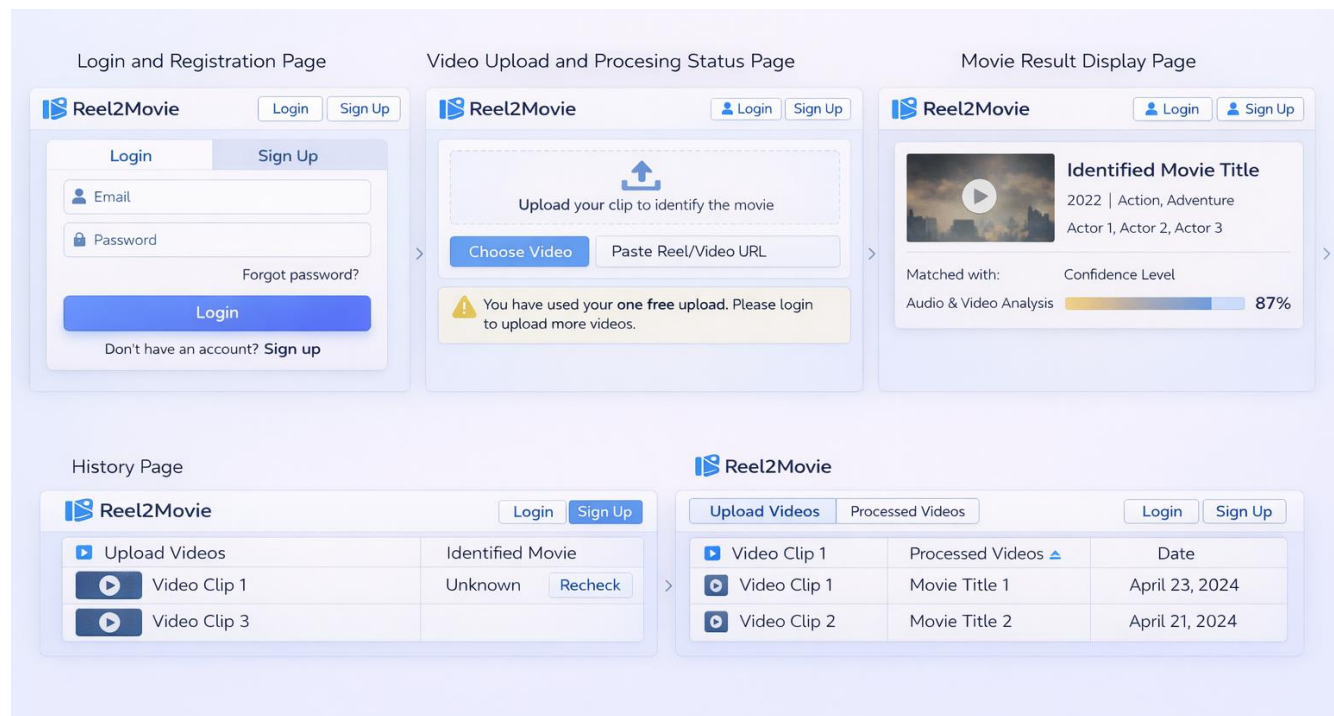 Login and Registration Page
Reel2Movie
Login
Sign Up
Login
Sign Up
Email
Password
Forgot password?
Login
Don't have an account? Sign up
Video Upload and Procesing Status Page
Reel2Movie
Login
Sign Up
Upload your clip to identify the movie
Choose Video
Paste Reel/Video URL
You have used your one free upload. Please login
to upload more videos.
Movie Result Display Page
Reel2Movie
Login
Sign Up
Identified Movie Title
2022 | Action, Adventure
Actor 1, Actor 2, Actor 3
Matched with:
Confidence Level
Audio & Video Analysis
87%
History Page
Reel2Movie
Login
Sign Up
Upload Videos
Identified Movie
Video Clip 1
Unknown
Recheck
Video Clip 3
Reel2Movie
Upload Videos
Processed Videos
Login
Sign Up
Video Clip 1
Processed Videos
Date
Video Clip 1
Movie Title 1
April 23, 2024
Video Clip 2
Movie Title 2
April 21, 2024